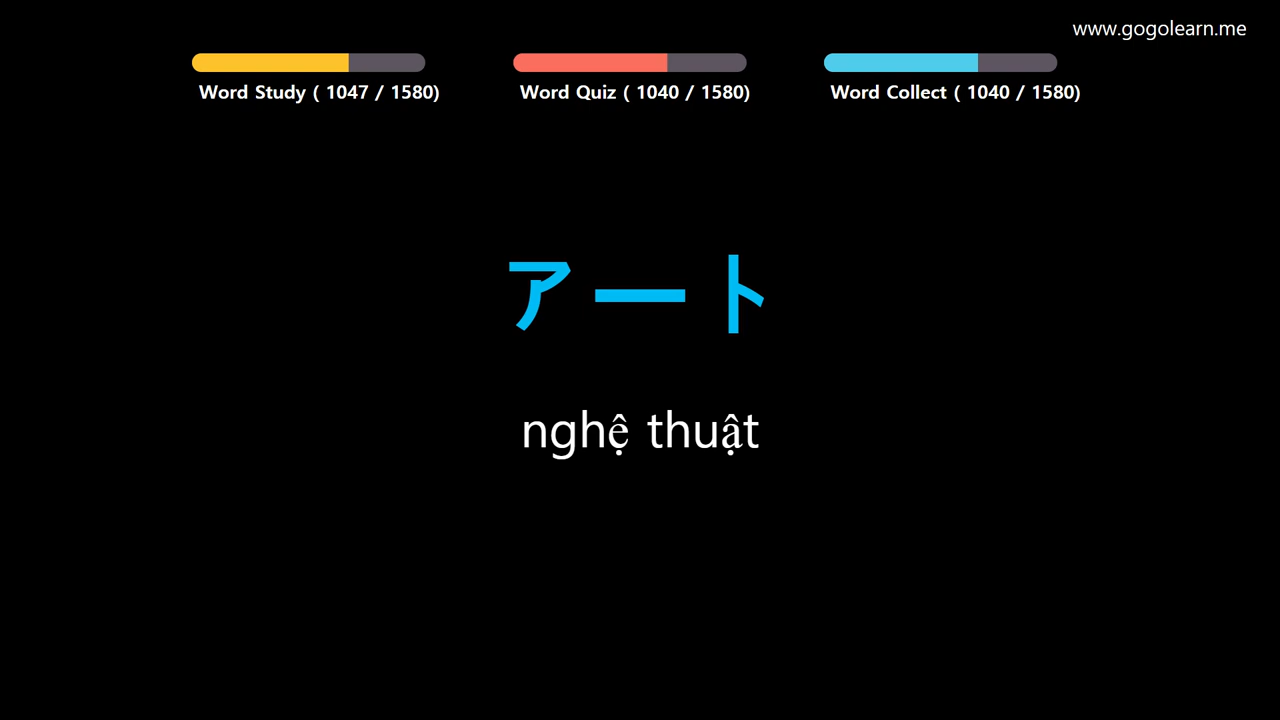 www.gogolearn.me
Word Study ( 1047 / 1580)
Word Quiz ( 1040 / 1580)
Word Collect ( 1040 / 1580)
アート
nghệ thuật